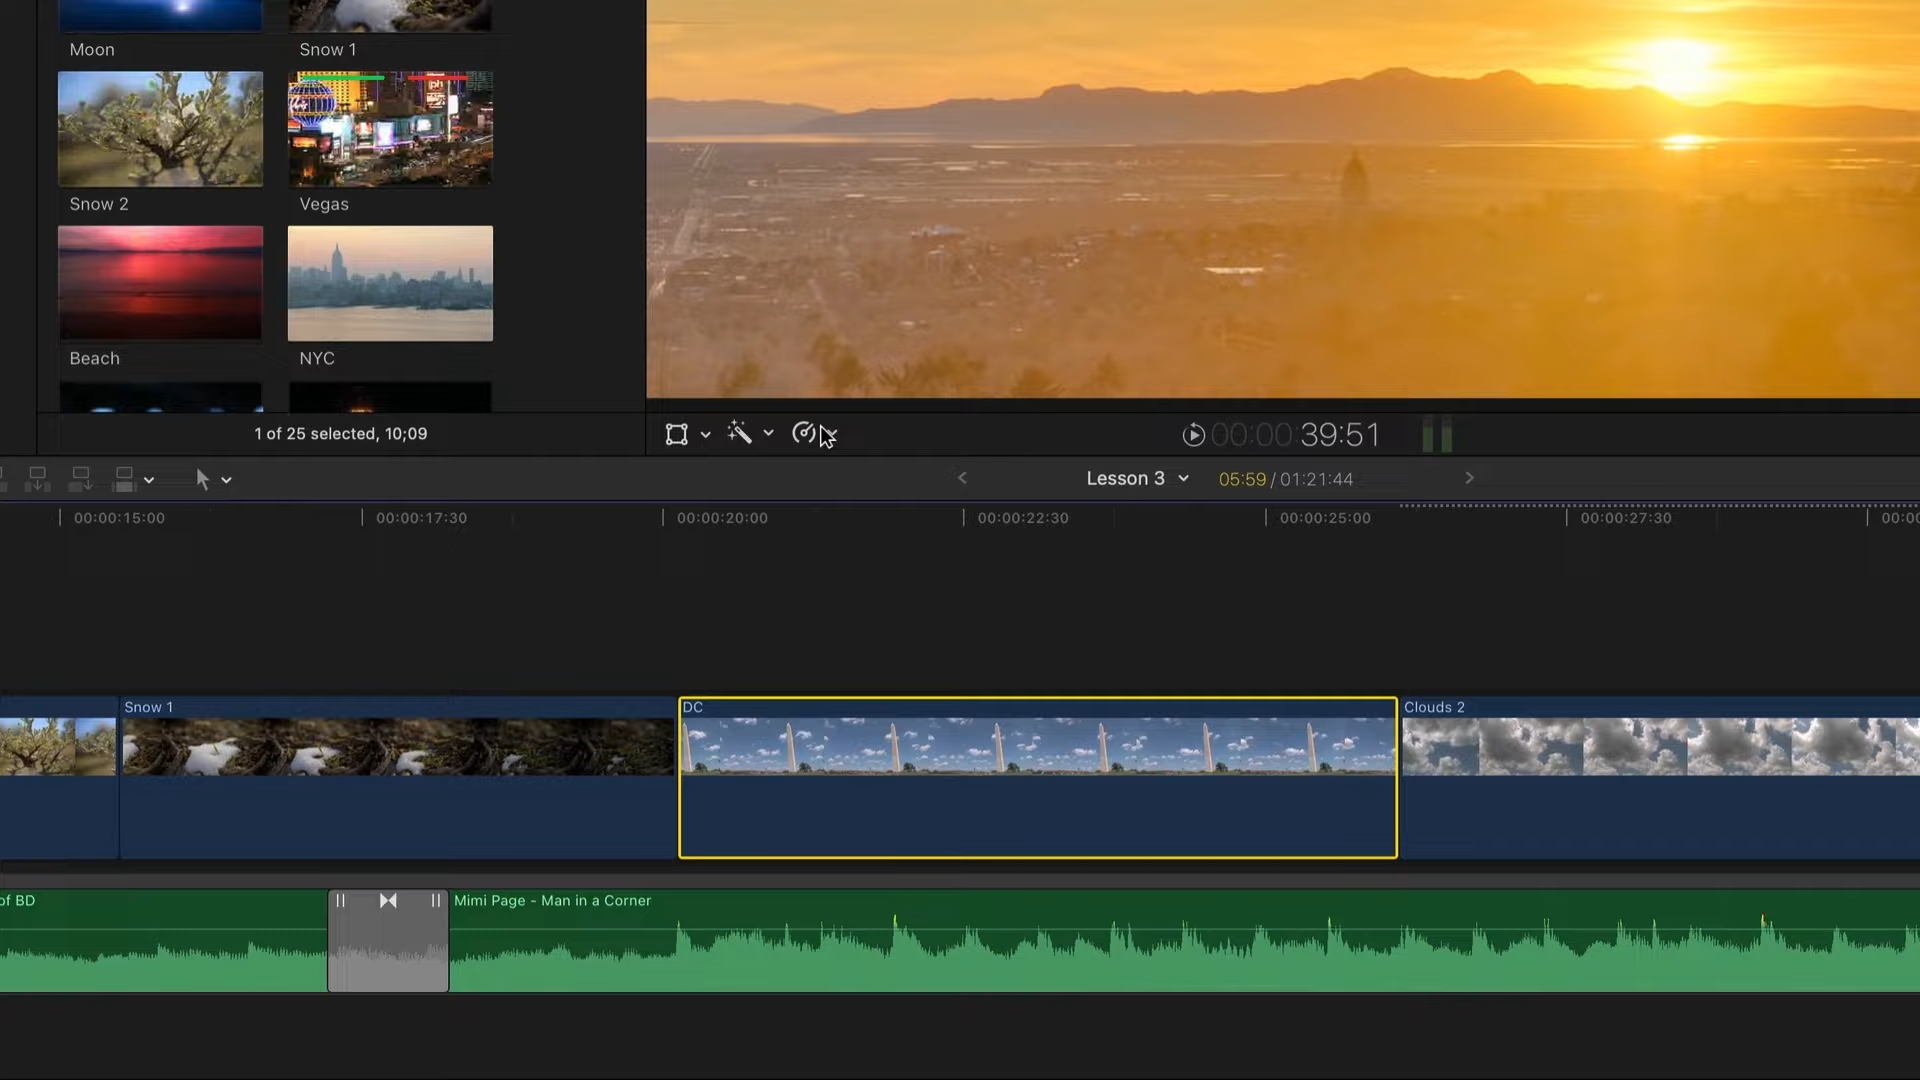 Moon
Snow 1
Snow 2
Vegas
Beach
NYC
1 of 25 selected, 10;09
00:00:39:51
Lesson 3
05:59 / 01:21:44
00:00:15:00
00:00:17:30
00:00:20:00
00:00:22:30
00:00:25:00
00:00:27:30
00:00
Snow 1
DC
Clouds 2
of BD
Mimi Page - Man in a Corner